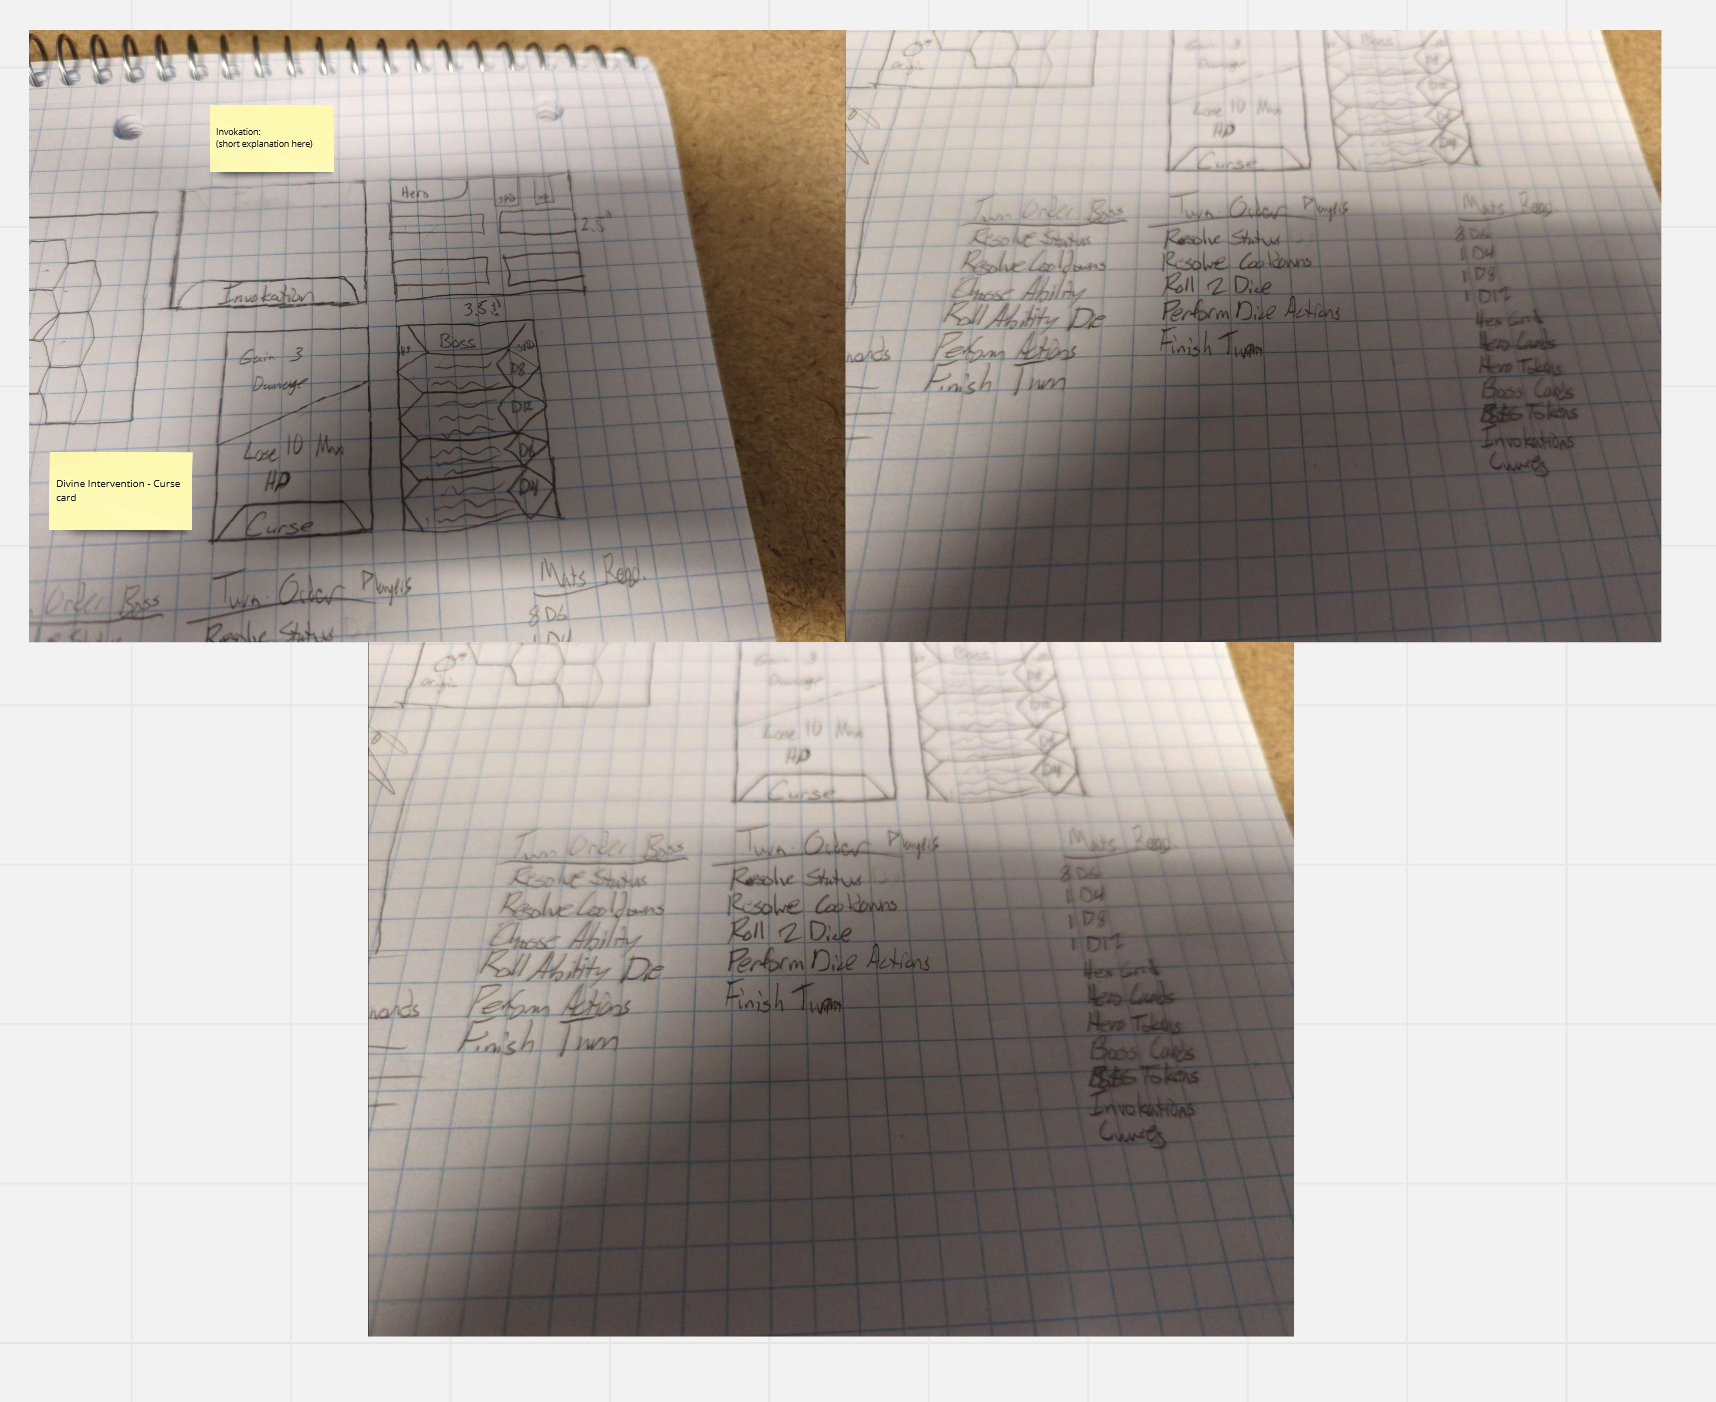 Invokation:
(short explanation here)
Invokation
Hero
SPD
HP
2.5"
3.5"
Gain 3
Damage
Lose 10 Max
HP
Curse
HP
Boss
SPD
D8
D12
D6
D4
Divine Intervention - Curse
card
Order Boss
Turn Order Players
Resolve Status
Mats Reqd.
8 D6
1 D4
origin
Gain 3
Damage
Lose 10 Max
HP
Curse
Boss
D8
D12
D6
D4
Turn Order Boss
Resolve Status
Resolve Cooldowns
Choose Ability
Roll Ability Die
Perform Actions
Finish Turn
Turn Order Players
Resolve Status
Resolve Cooldowns
Roll 2 Dice
Perform Dice Actions
Finish Turn
Mats Reqd.
8 D6
1 D4
1 D8
1 D12
Hex Grid
Hero Cards
Hero Tokens
Boss Cards
Boss Tokens
Invokations
Curses
origin
Gain 3
Damage
Lose 10 Max
HP
Curse
Boss
D8
D12
D6
D4
Turn Order Boss
Resolve Status
Resolve Cooldowns
Choose Ability
Roll Ability Die
Perform Actions
Finish Turn
Turn Order Players
Resolve Status
Resolve Cooldowns
Roll 2 Dice
Perform Dice Actions
Finish Turn
Mats Reqd.
8 D6
1 D4
1 D8
1 D12
Hex Grid
Hero Cards
Hero Tokens
Boss Cards
Boss Tokens
Invokations
Curses